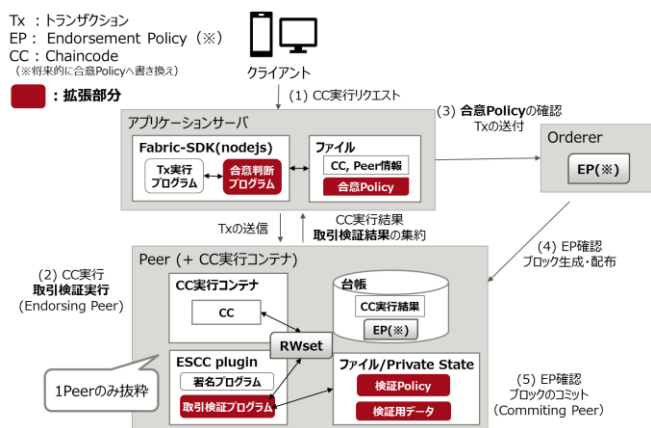 Tx : トランザクション
EP : Endorsement Policy (※)
CC : Chaincode
(※将来的に合意Policyへ書き換え)
: 拡張部分
クライアント
(1) CC実行リクエスト
アプリケーションサーバ
Fabric-SDK(nodejs)
Tx実行
プログラム
合意判断
プログラム
ファイル
CC, Peer情報
合意Policy
(3) 合意Policyの確認
Txの送付
Orderer
EP(※)
Txの送信
CC実行結果
取引検証結果の集約
(4) EP確認
ブロック生成・配布
Peer (+ CC実行コンテナ)
(2) CC実行
取引検証実行
(Endorsing Peer)
CC実行コンテナ
CC
台帳
CC実行結果
EP(※)
RWset
ESCC plugin
署名プログラム
取引検証プログラム
ファイル/Private State
検証Policy
検証用データ
1Peerのみ抜粋
(5) EP確認
ブロックのコミット
(Commiting Peer)